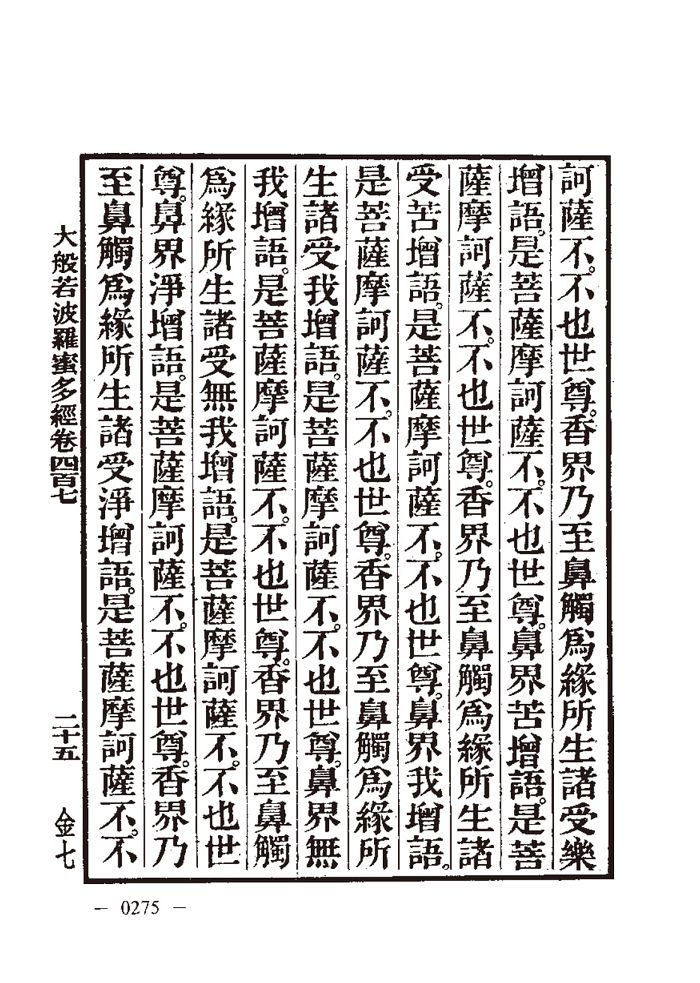 訶薩不。不也世尊。香界乃至鼻觸爲緣所生諸受樂
增語。是菩薩摩訶薩不。不也世尊。鼻界苦增語。是菩
薩摩訶薩不。不也世尊。香界乃至鼻觸爲緣所生諸
受苦增語。是菩薩摩訶薩不。不也世尊。鼻界我增語。
是菩薩摩訶薩不。不也世尊。香界乃至鼻觸爲緣所
生諸受我增語。是菩薩摩訶薩不。不也世尊。鼻界無
我增語。是菩薩摩訶薩不。不也世尊。香界乃至鼻觸
爲緣所生諸受無我增語。是菩薩摩訶薩不。不也世
尊。鼻界淨增語。是菩薩摩訶薩不。不也世尊。香界乃
至鼻觸爲緣所生諸受淨增語。是菩薩摩訶薩不。不
大般若波羅蜜多經卷四百七 二十五 金七
— 0275 —